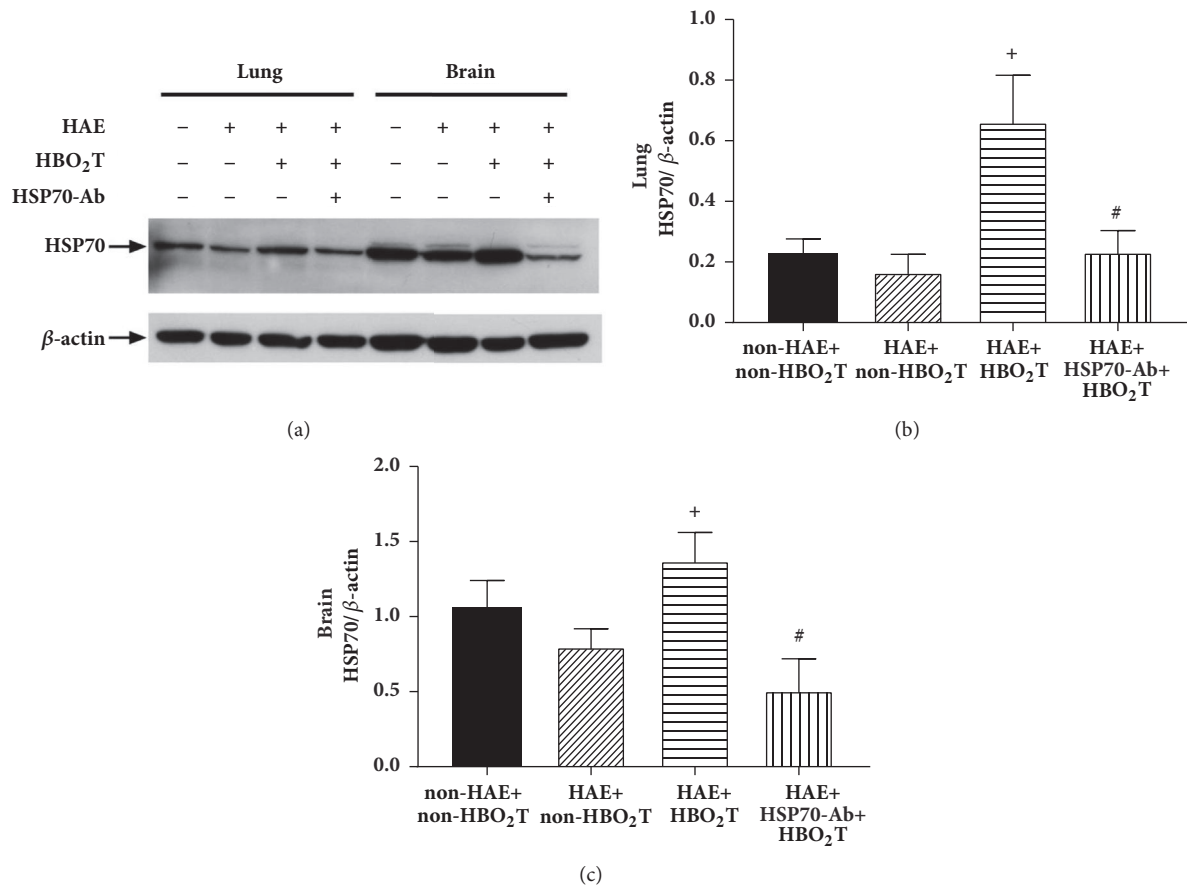 Lung Brain
HAE – + + + – + + +
HBO₂T – – + + – – + +
HSP70-Ab – – – + – – – +
HSP70
β-actin
(a)
1.0
0.8
0.6
0.4
0.2
0.0
Lung
HSP70/ β-actin
+
#
non-HAE+ HAE+ HAE+ HAE+
non-HBO₂T non-HBO₂T HBO₂T HSP70-Ab+
HBO₂T
(b)
2.0
1.5
1.0
0.5
0.0
Brain
HSP70/ β-actin
+
#
non-HAE+ HAE+ HAE+ HAE+
non-HBO₂T non-HBO₂T HBO₂T HSP70-Ab+
HBO₂T
(c)